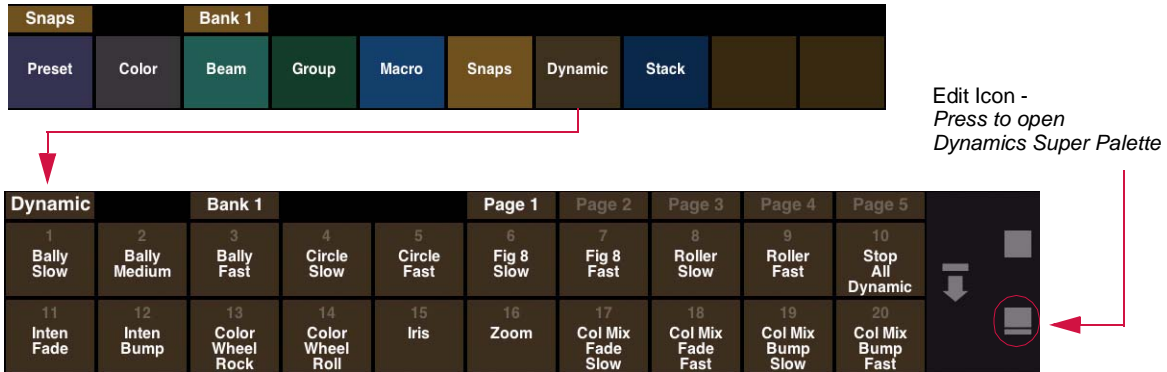 Snaps Bank 1
Preset Color Beam Group Macro Snaps Dynamic Stack
Edit Icon -
Press to open
Dynamics Super Palette
Dynamic Bank 1 Page 1 Page 2 Page 3 Page 4 Page 5
1 2 3 4 5 6 7 8 9 10
Bally Bally Bally Circle Circle Fig 8 Fig 8 Roller Roller Stop
Slow Medium Fast Slow Fast Slow Fast Slow Fast All
Dynamic
11 12 13 14 15 16 17 18 19 20
Inten Inten Color Color Iris Zoom Col Mix Col Mix Col Mix Col Mix
Fade Bump Wheel Wheel Fade Fade Bump Bump
Rock Roll Slow Fast Slow Fast